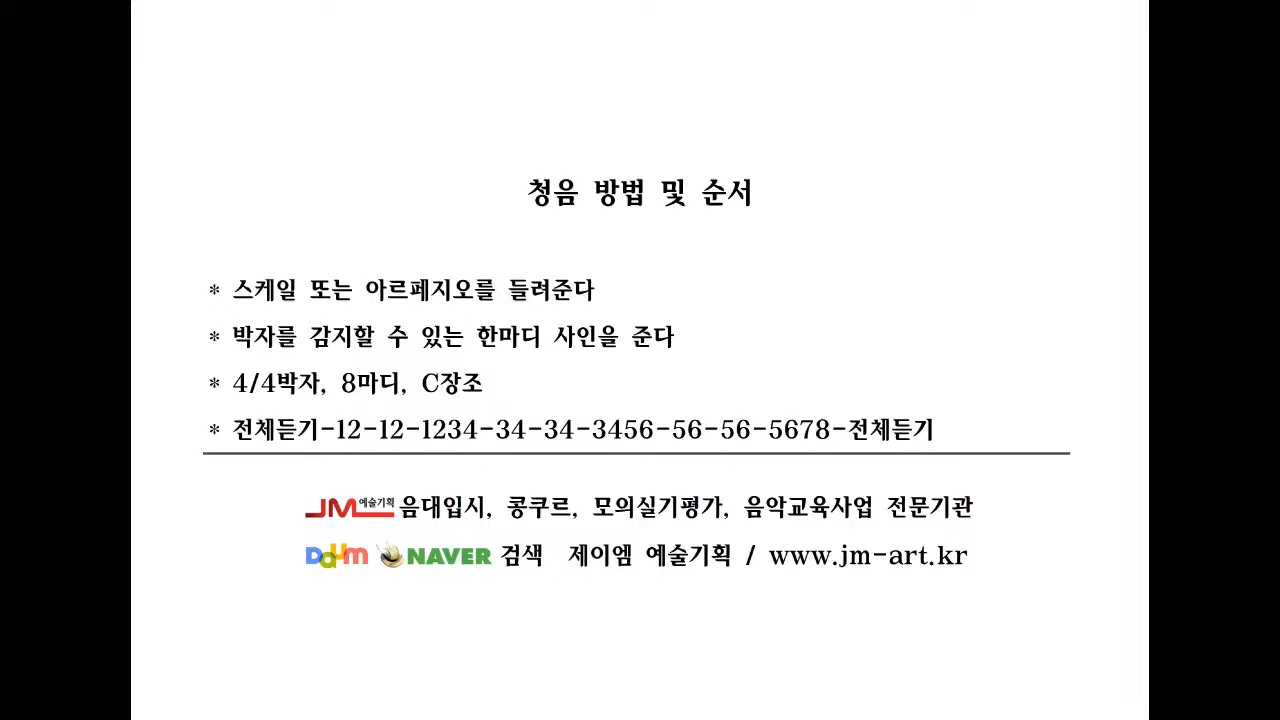 청음 방법 및 순서
* 스케일 또는 아르페지오를 들려준다
* 박자를 감지할 수 있는 한마디 사인을 준다
* 4/4박자, 8마디, C장조
* 전체듣기-12-12-1234-34-34-3456-56-56-5678-전체듣기
JM예술기획 음대입시, 콩쿠르, 모의실기평가, 음악교육사업 전문기관
Daum NAVER 검색 제이엠 예술기획 / www.jm-art.kr